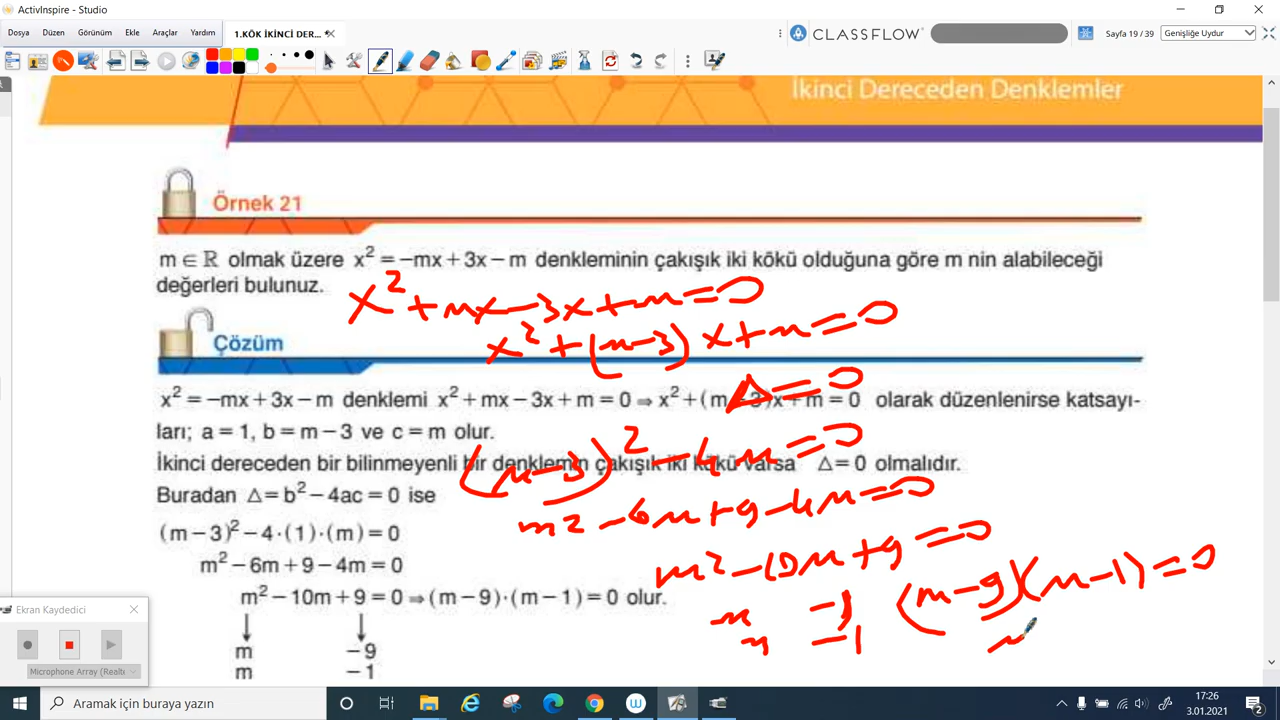 ActivInspire - Studio
Dosya Düzen Görünüm Ekle Araçlar Yardım
1.KÖK İKİNCİ DER...
CLASSFLOW
Sayfa 19 / 39
Genişliğe Uydur
İkinci Dereceden Denklemler
Örnek 21
m ∈ ℝ olmak üzere x² = –mx + 3x – m denkleminin çakışık iki kökü olduğuna göre m nin alabileceği
değerleri bulunuz.
x² + mx – 3x + m = 0
x² + (m – 3) x + m = 0
Çözüm
Δ = 0
x² = –mx + 3x – m denklemi x² + mx – 3x + m = 0 ⇒ x² + (m – 3)x + m = 0 olarak düzenlenirse katsayı-
ları; a = 1, b = m – 3 ve c = m olur.
(m – 3)² – 4m = 0
İkinci dereceden bir bilinmeyenli bir denklemin çakışık iki kökü varsa Δ = 0 olmalıdır.
Buradan Δ = b² – 4ac = 0 ise
m² – 6m + 9 – 4m = 0
(m – 3)² – 4 · (1) · (m) = 0
m² – 10m + 9 = 0
m² – 6m + 9 – 4m = 0
(m – 9)(m – 1) = 0
m² – 10m + 9 = 0 ⇒ (m – 9) · (m – 1) = 0 olur.
m –9
m –1
m –9
m –1
Ekran Kaydedici
Microphone Array (Realt
Aramak için buraya yazın
17:26
3.01.2021
2